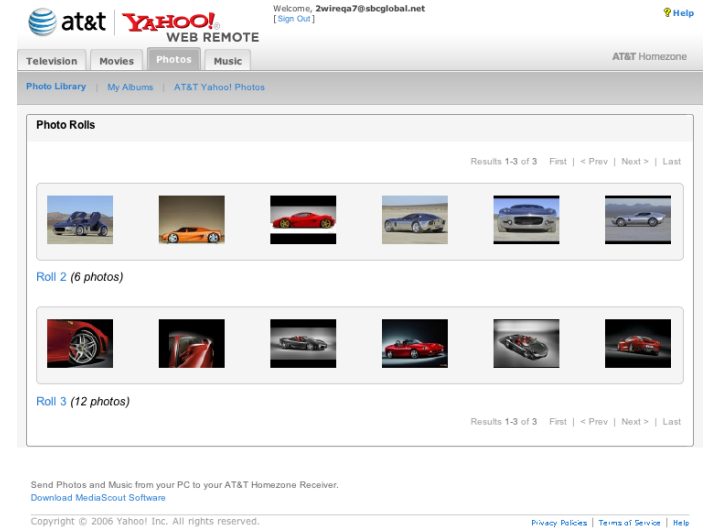 Welcome, 2wireqa7@sbcglobal.net
[ Sign Out ]
Help
at&t YAHOO!
WEB REMOTE
Television Movies Photos Music AT&T Homezone
Photo Library | My Albums | AT&T Yahoo! Photos
Photo Rolls
Results 1-3 of 3 First | < Prev | Next > | Last
Roll 2 (6 photos)
Roll 3 (12 photos)
Results 1-3 of 3 First | < Prev | Next > | Last
Send Photos and Music from your PC to your AT&T Homezone Receiver.
Download MediaScout Software
Copyright © 2006 Yahoo! Inc. All rights reserved. Privacy Policies | Terms of Service | Help